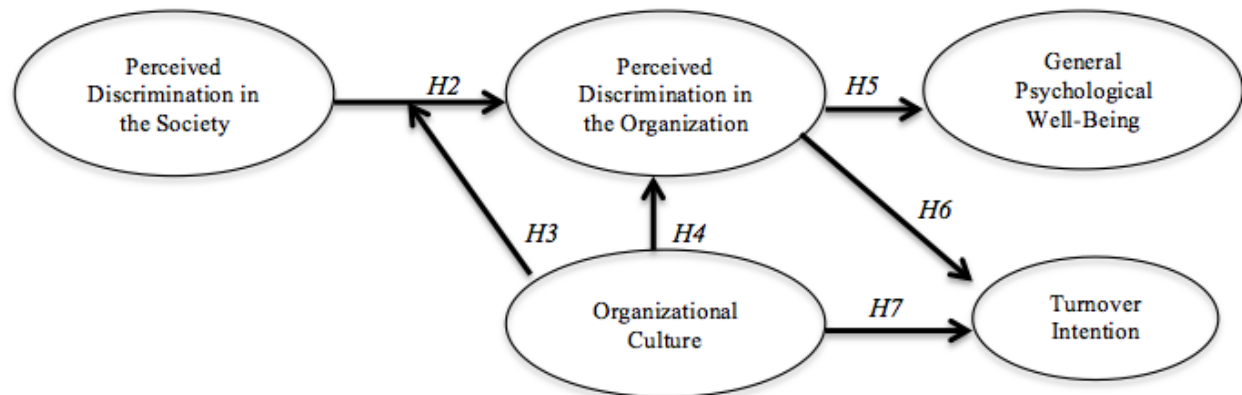 Perceived
Discrimination in
the Society
H2
Perceived
Discrimination in
the Organization
H5
General
Psychological
Well-Being
H3
H4
H6
Organizational
Culture
H7
Turnover
Intention